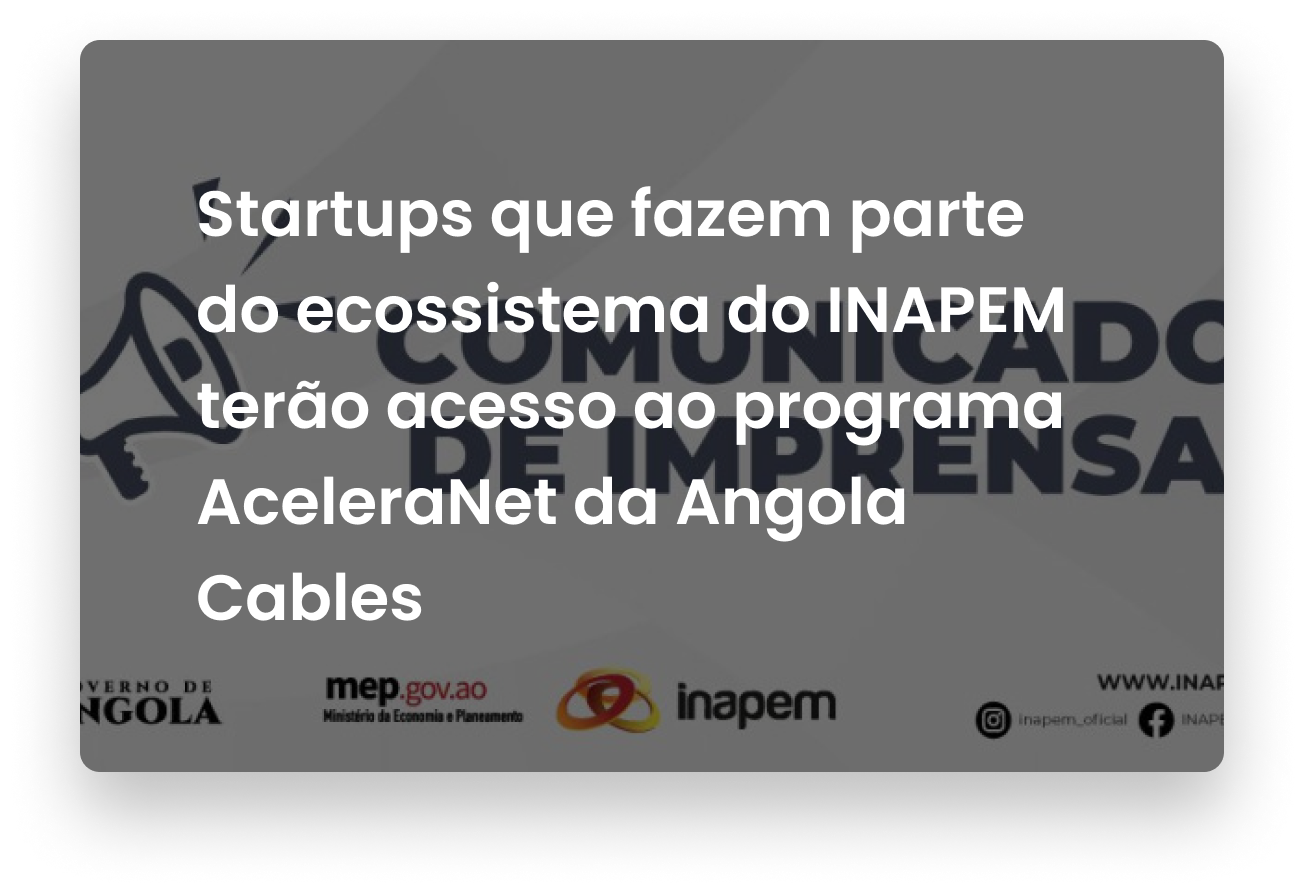 Startups que fazem parte
do ecossistema do INAPEM
terão acesso ao programa
AceleraNet da Angola
Cables
COMUNICADO
DE IMPRENSA
mep.gov.ao
Ministério da Economia e Planeamento
inapem
inapem_oficial